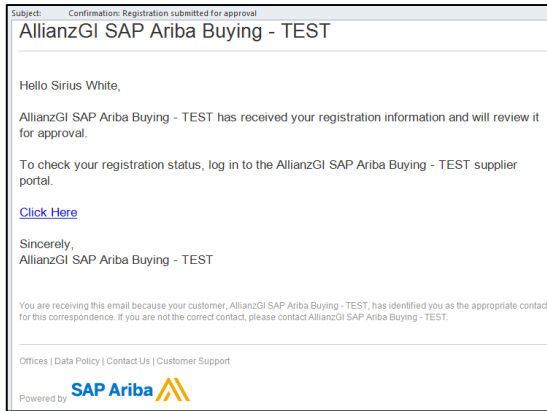 Subject: Confirmation: Registration submitted for approval
AllianzGI SAP Ariba Buying - TEST
Hello Sirius White,
AllianzGI SAP Ariba Buying - TEST has received your registration information and will review it
for approval.
To check your registration status, log in to the AllianzGI SAP Ariba Buying - TEST supplier
portal.
Click Here
Sincerely,
AllianzGI SAP Ariba Buying - TEST
You are receiving this email because your customer, AllianzGI SAP Ariba Buying - TEST, has identified you as the appropriate contact
for this correspondence. If you are not the correct contact, please contact AllianzGI SAP Ariba Buying - TEST.
Offices | Data Policy | Contact Us | Customer Support
Powered by SAP Ariba